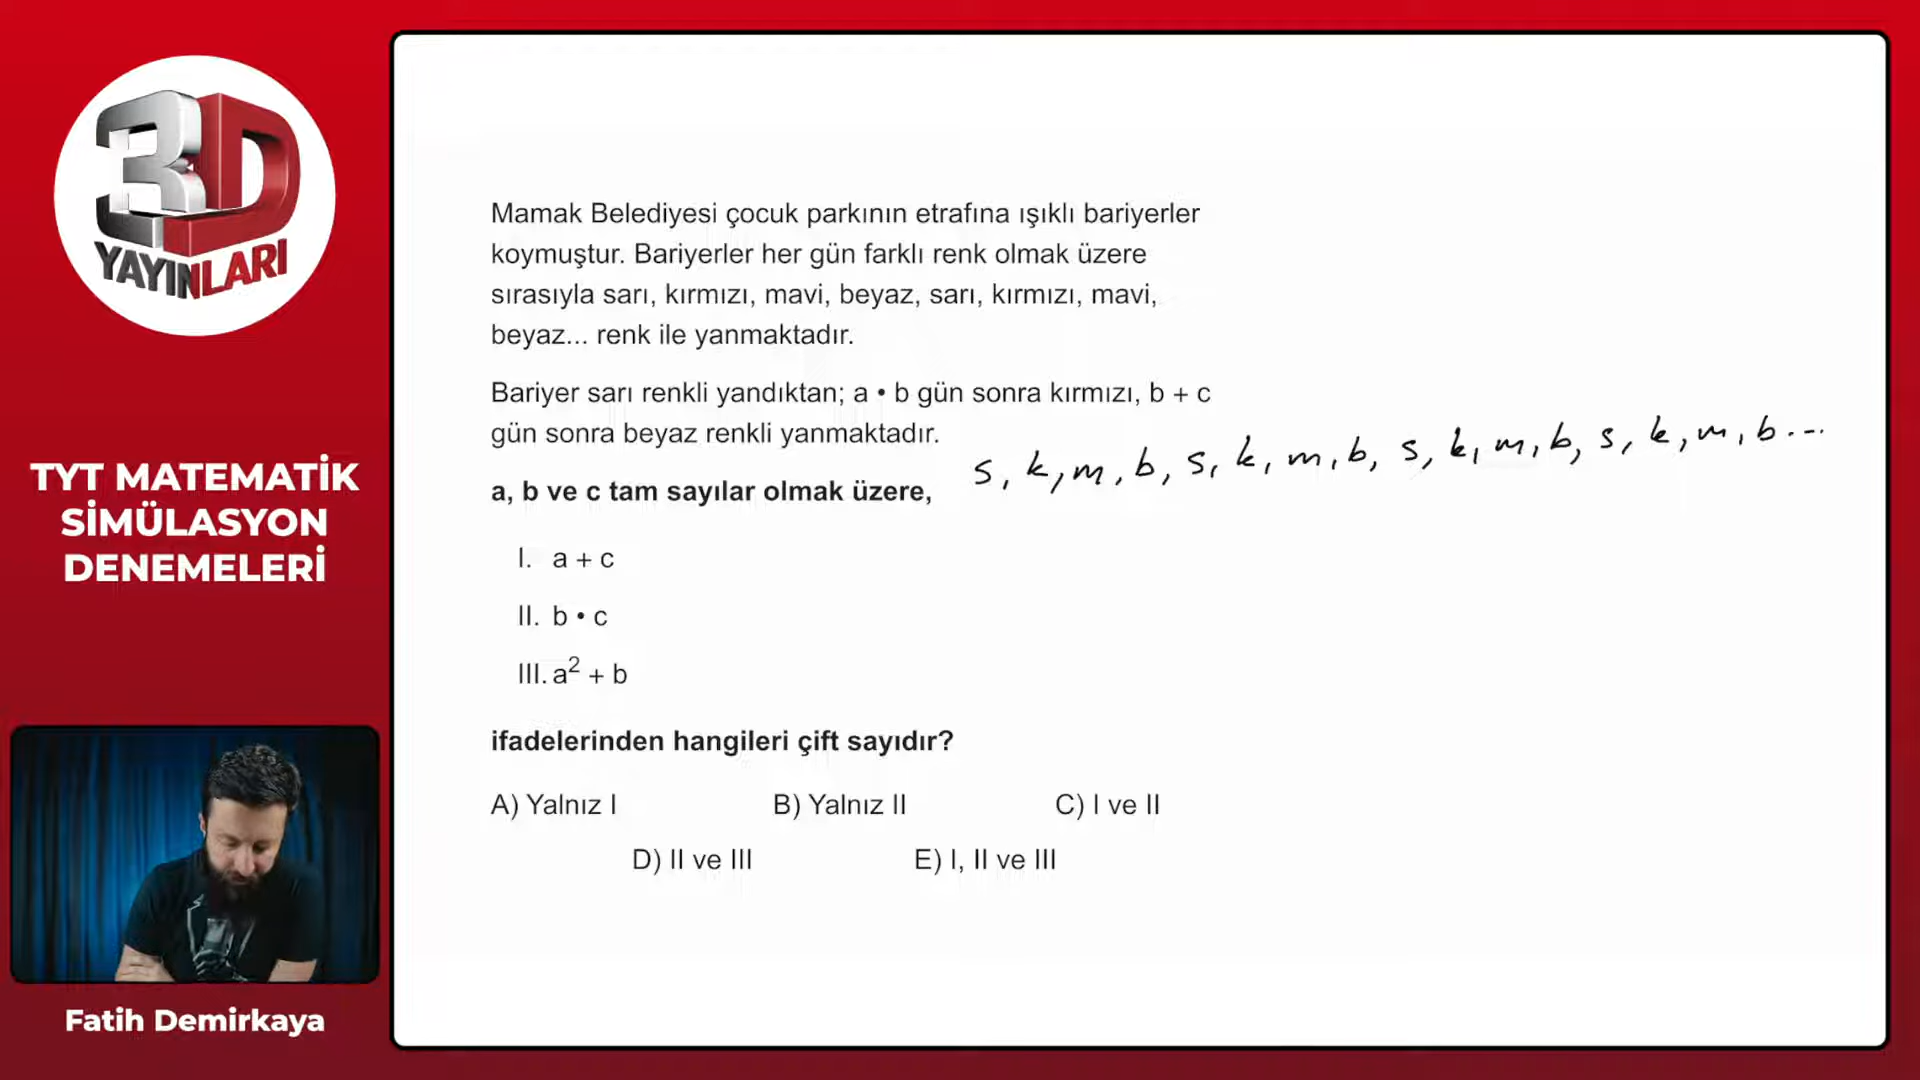 3D
YAYINLARI
TYT MATEMATİK
SİMÜLASYON
DENEMELERİ
Fatih Demirkaya
Mamak Belediyesi çocuk parkının etrafına ışıklı bariyerler
koymuştur. Bariyerler her gün farklı renk olmak üzere
sırasıyla sarı, kırmızı, mavi, beyaz, sarı, kırmızı, mavi,
beyaz... renk ile yanmaktadır.
Bariyer sarı renkli yandıktan; a • b gün sonra kırmızı, b + c
gün sonra beyaz renkli yanmaktadır.
s, k, m, b, s, k, m, b, s, k, m, b, s, k, m, b...
a, b ve c tam sayılar olmak üzere,
I. a + c
II. b • c
III. a² + b
ifadelerinden hangileri çift sayıdır?
A) Yalnız I B) Yalnız II C) I ve II
D) II ve III E) I, II ve III